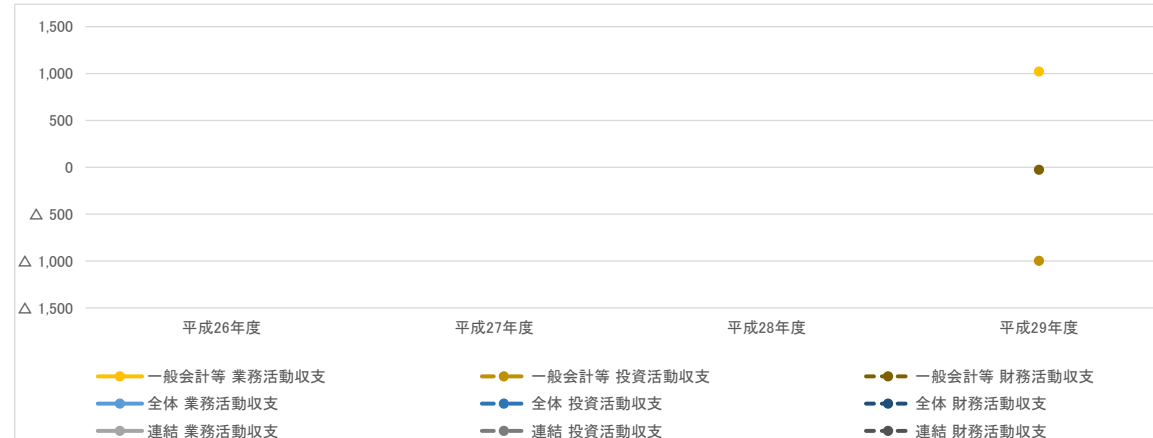 1,500
1,000
500
0
△ 500
△ 1,000
△ 1,500
平成26年度 平成27年度 平成28年度 平成29年度
一般会計等 業務活動収支 一般会計等 投資活動収支 一般会計等 財務活動収支
全体 業務活動収支 全体 投資活動収支 全体 財務活動収支
連結 業務活動収支 連結 投資活動収支 連結 財務活動収支